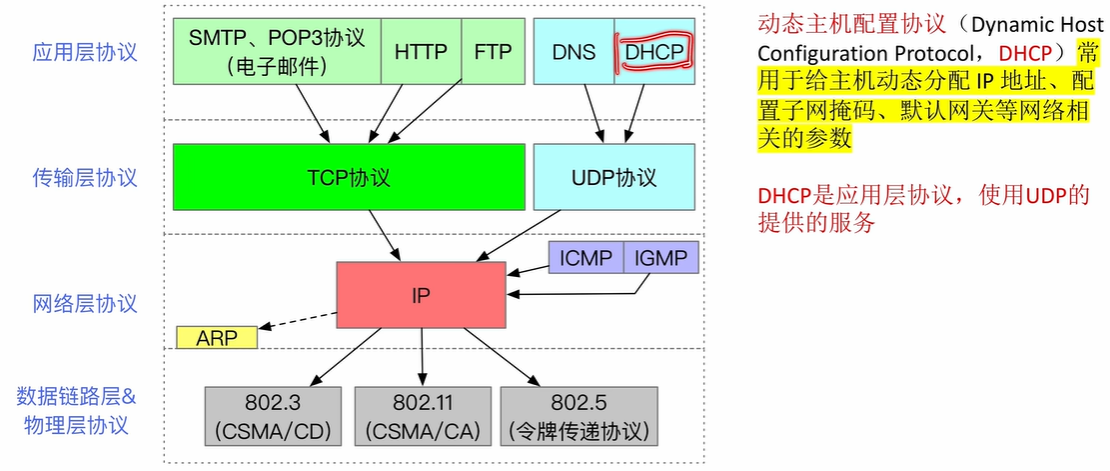 应用层协议
SMTP、POP3协议
（电子邮件）
HTTP
FTP
DNS
DHCP
传输层协议
TCP协议
UDP协议
网络层协议
ICMP
IGMP
IP
ARP
数据链路层&
物理层协议
802.3
(CSMA/CD)
802.11
(CSMA/CA)
802.5
(令牌传递协议)
动态主机配置协议（Dynamic Host
Configuration Protocol，DHCP）常
用于给主机动态分配 IP 地址、配
置子网掩码、默认网关等网络相
关的参数
DHCP是应用层协议，使用UDP的
提供的服务